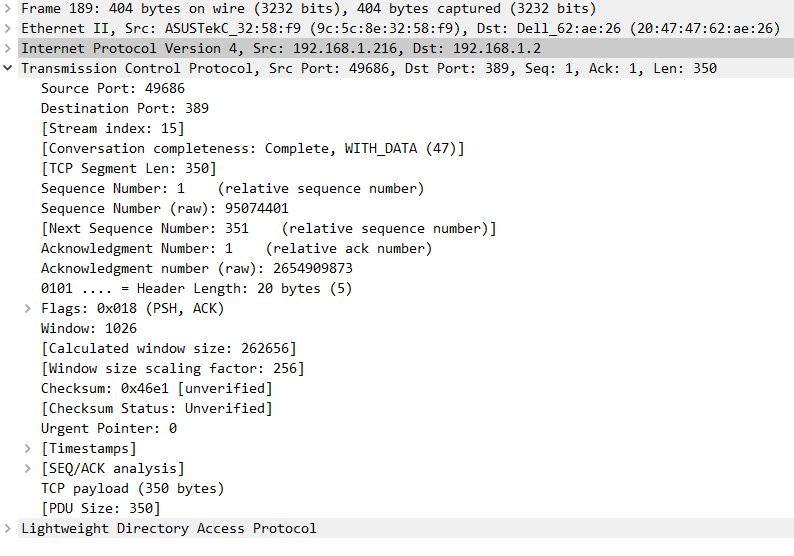 Frame 189: 404 bytes on wire (3232 bits), 404 bytes captured (3232 bits)
Ethernet II, Src: ASUSTekC_32:58:f9 (9c:5c:8e:32:58:f9), Dst: Dell_62:ae:26 (20:47:47:62:ae:26)
Internet Protocol Version 4, Src: 192.168.1.216, Dst: 192.168.1.2
Transmission Control Protocol, Src Port: 49686, Dst Port: 389, Seq: 1, Ack: 1, Len: 350
Source Port: 49686
Destination Port: 389
[Stream index: 15]
[Conversation completeness: Complete, WITH_DATA (47)]
[TCP Segment Len: 350]
Sequence Number: 1    (relative sequence number)
Sequence Number (raw): 95074401
[Next Sequence Number: 351    (relative sequence number)]
Acknowledgment Number: 1    (relative ack number)
Acknowledgment number (raw): 2654909873
0101 .... = Header Length: 20 bytes (5)
Flags: 0x018 (PSH, ACK)
Window: 1026
[Calculated window size: 262656]
[Window size scaling factor: 256]
Checksum: 0x46e1 [unverified]
[Checksum Status: Unverified]
Urgent Pointer: 0
[Timestamps]
[SEQ/ACK analysis]
TCP payload (350 bytes)
[PDU Size: 350]
Lightweight Directory Access Protocol